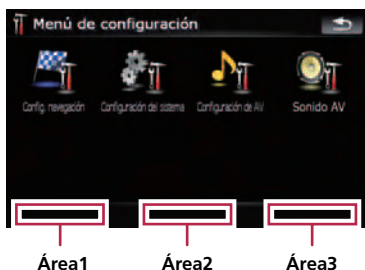 Menú de configuración
Config. navegación
Configuración del sistema
Configuración de AV
Sonido AV
Área1
Área2
Área3